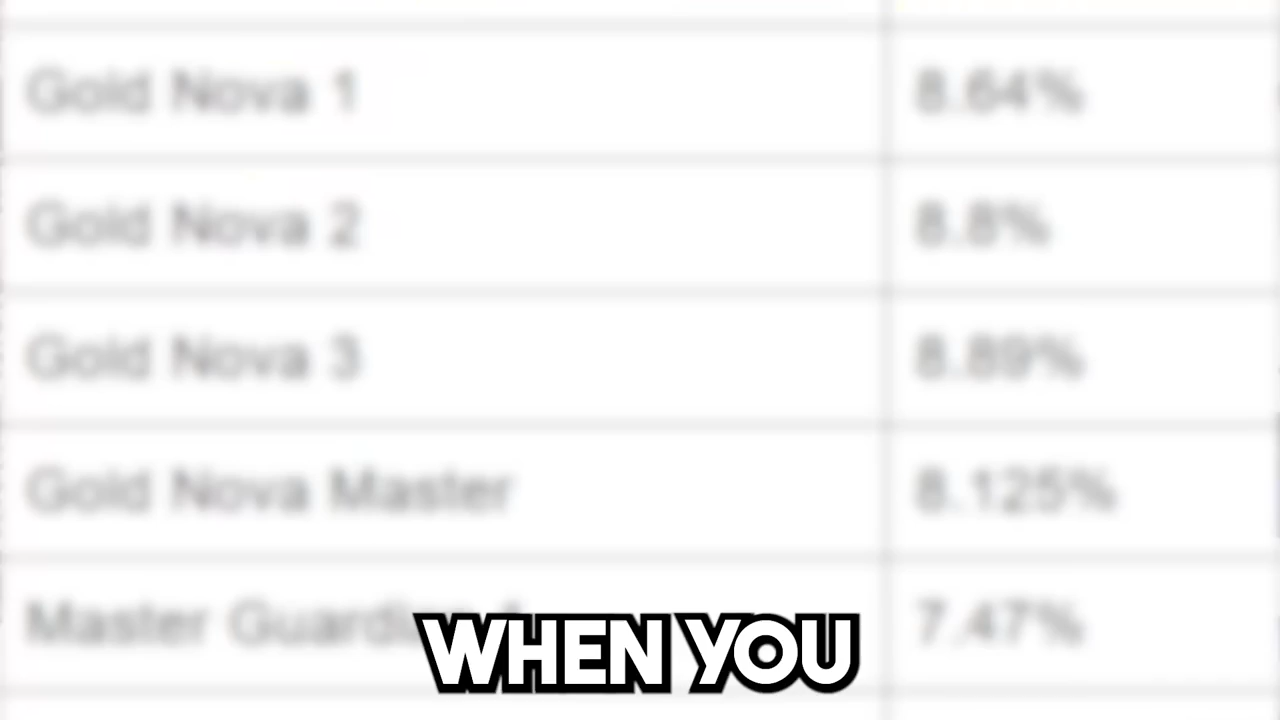 Gold Nova 1 8.64%
Gold Nova 2 8.8%
Gold Nova 3 8.89%
Gold Nova Master 8.125%
Master Guardian 1 7.47%
WHEN YOU